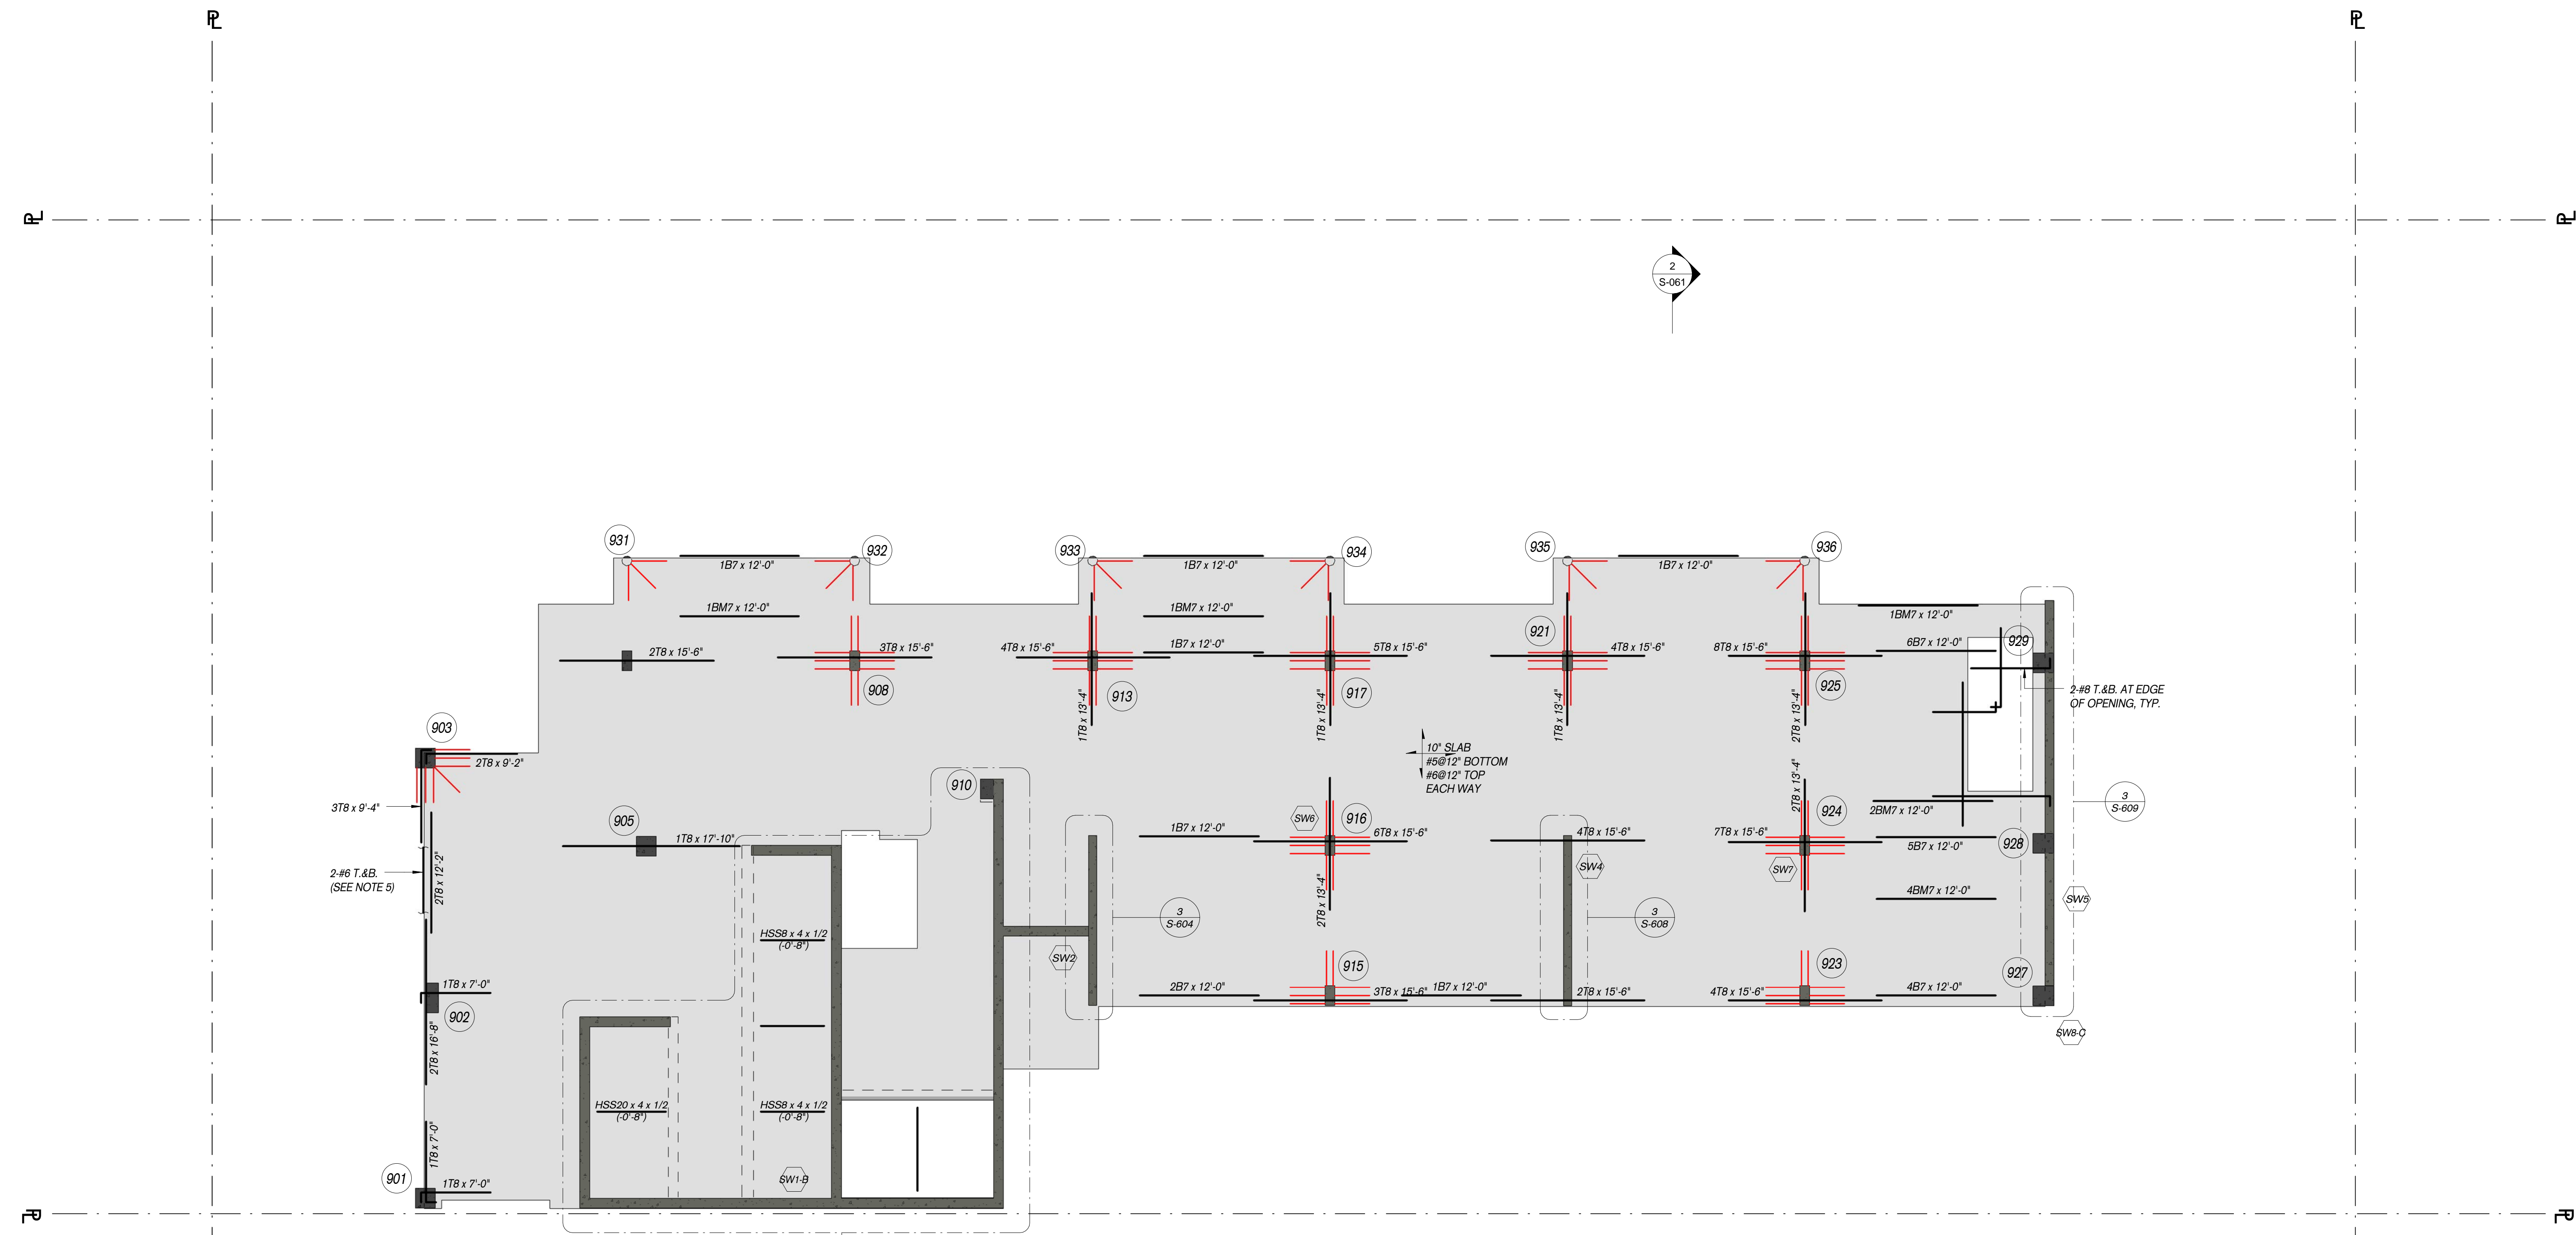 PL
PL
PL
PL
2
S-061
931
932
933
934
935
936
1B7 x 12'-0"
1B7 x 12'-0"
1B7 x 12'-0"
1BM7 x 12'-0"
1BM7 x 12'-0"
1BM7 x 12'-0"
921
929
2T8 x 15'-6"
3T8 x 15'-6"
4T8 x 15'-6"
1B7 x 12'-0"
5T8 x 15'-6"
4T8 x 15'-6"
8T8 x 15'-6"
6B7 x 12'-0"
908
913
917
925
2-#8 T.&B. AT EDGE
OF OPENING, TYP.
1T8 x 13'-4"
1T8 x 13'-4"
1T8 x 13'-4"
2T8 x 13'-4"
903
2T8 x 9'-2"
10" SLAB
#5@12" BOTTOM
#6@12" TOP
EACH WAY
910
2T8 x 13'-4"
3T8 x 9'-4"
905
SW6
916
924
2BM7 x 12'-0"
3
S-609
1T8 x 17'-10"
1B7 x 12'-0"
6T8 x 15'-6"
4T8 x 15'-6"
7T8 x 15'-6"
5B7 x 12'-0"
928
SW4
SW7
2-#6 T.&B.
(SEE NOTE 5)
2T8 x 12'-2"
2T8 x 13'-4"
4BM7 x 12'-0"
SW5
3
S-604
3
S-608
HSS8 x 4 x 1/2
(-0'-8")
SW2
915
923
927
1T8 x 7'-0"
2B7 x 12'-0"
3T8 x 15'-6"
1B7 x 12'-0"
2T8 x 15'-6"
4T8 x 15'-6"
4B7 x 12'-0"
902
SW8-C
2T8 x 16'-8"
HSS20 x 4 x 1/2
(-0'-8")
HSS8 x 4 x 1/2
(-0'-8")
1T8 x 7'-0"
901
1T8 x 7'-0"
SW1-B
PL
PL